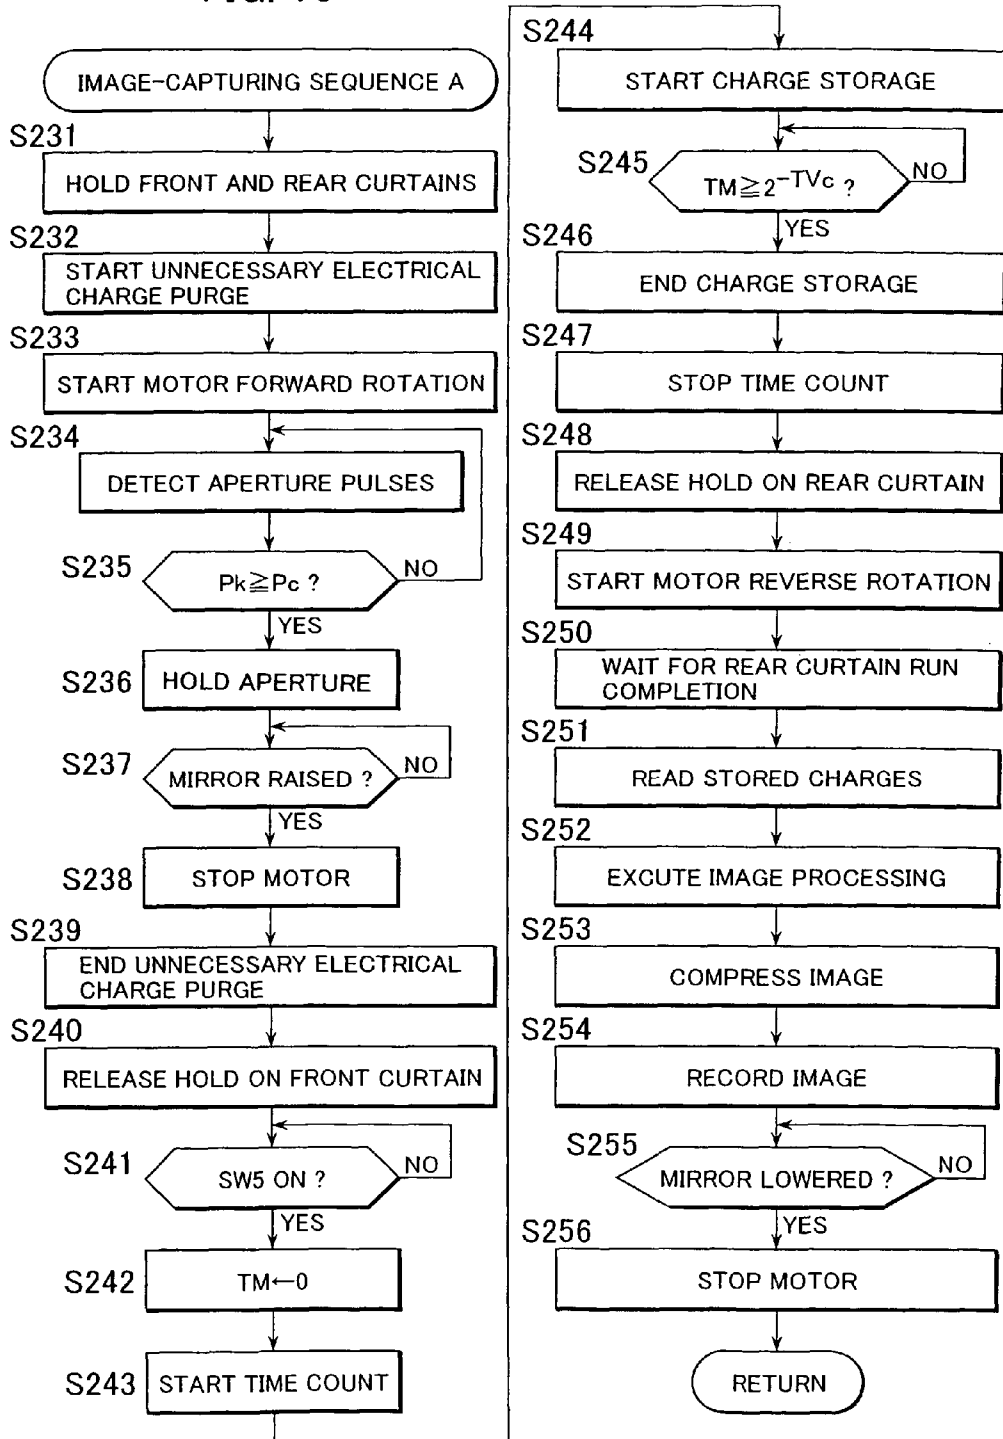 IMAGE-CAPTURING SEQUENCE A
S231
HOLD FRONT AND REAR CURTAINS
S232
START UNNECESSARY ELECTRICAL
CHARGE PURGE
S233
START MOTOR FORWARD ROTATION
S234
DETECT APERTURE PULSES
S235
Pk≧Pc ?
NO
YES
S236
HOLD APERTURE
S237
MIRROR RAISED ?
NO
YES
S238
STOP MOTOR
S239
END UNNECESSARY ELECTRICAL
CHARGE PURGE
S240
RELEASE HOLD ON FRONT CURTAIN
S241
SW5 ON ?
NO
YES
S242
TM←0
S243
START TIME COUNT
S244
START CHARGE STORAGE
S245
TM≧2^-TVc ?
NO
YES
S246
END CHARGE STORAGE
S247
STOP TIME COUNT
S248
RELEASE HOLD ON REAR CURTAIN
S249
START MOTOR REVERSE ROTATION
S250
WAIT FOR REAR CURTAIN RUN
COMPLETION
S251
READ STORED CHARGES
S252
EXCUTE IMAGE PROCESSING
S253
COMPRESS IMAGE
S254
RECORD IMAGE
S255
MIRROR LOWERED ?
NO
YES
S256
STOP MOTOR
RETURN